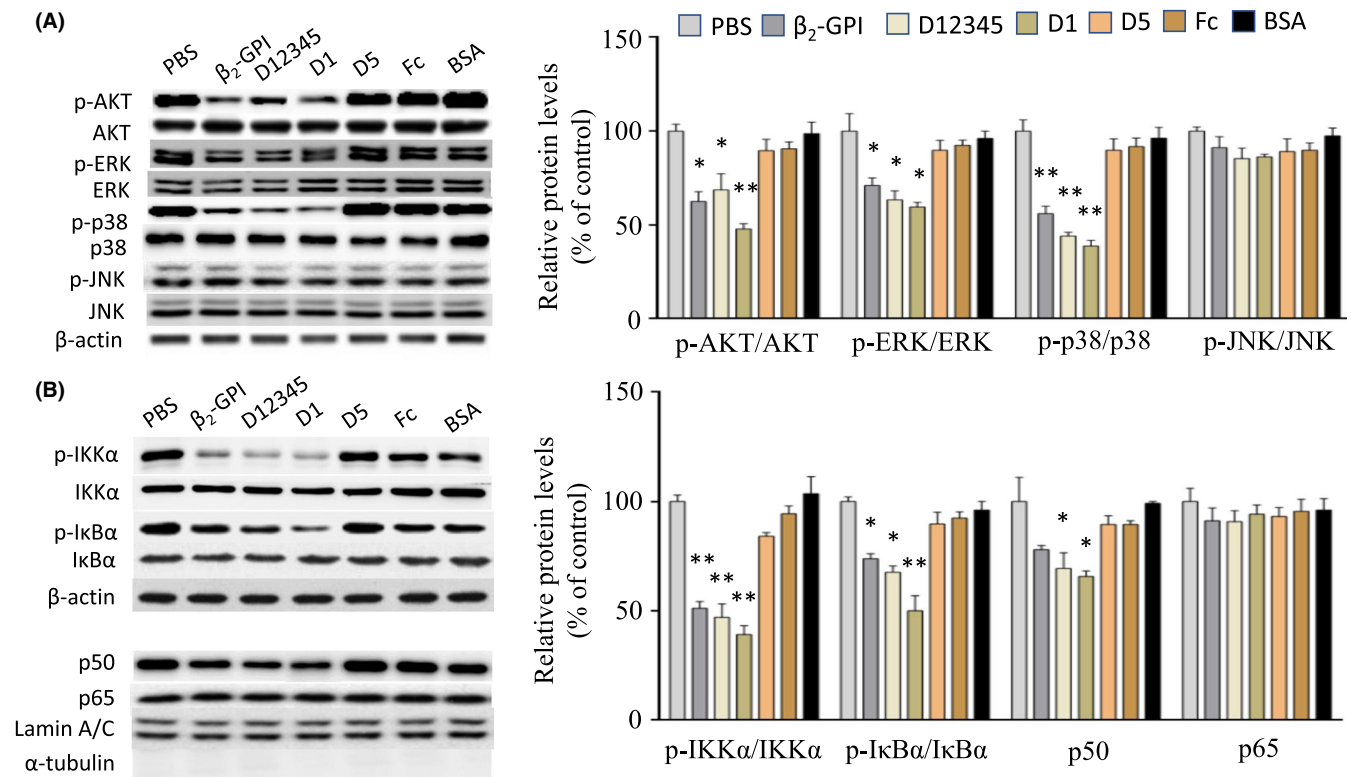 (A)
PBS β₂-GPI D12345 D1 D5 Fc BSA
p-AKT
AKT
p-ERK
ERK
p-p38
p38
p-JNK
JNK
β-actin
PBS β₂-GPI D12345 D1 D5 Fc BSA
Relative protein levels
(% of control)
150
100
50
0
* * **
* * *
** ** **
p-AKT/AKT p-ERK/ERK p-p38/p38 p-JNK/JNK
(B)
PBS β₂-GPI D12345 D1 D5 Fc BSA
p-IKKα
IKKα
p-IκBα
IκBα
β-actin
p50
p65
Lamin A/C
α-tubulin
Relative protein levels
(% of control)
150
100
50
0
** ** **
* * **
* *
p-IKKα/IKKα p-IκBα/IκBα p50 p65